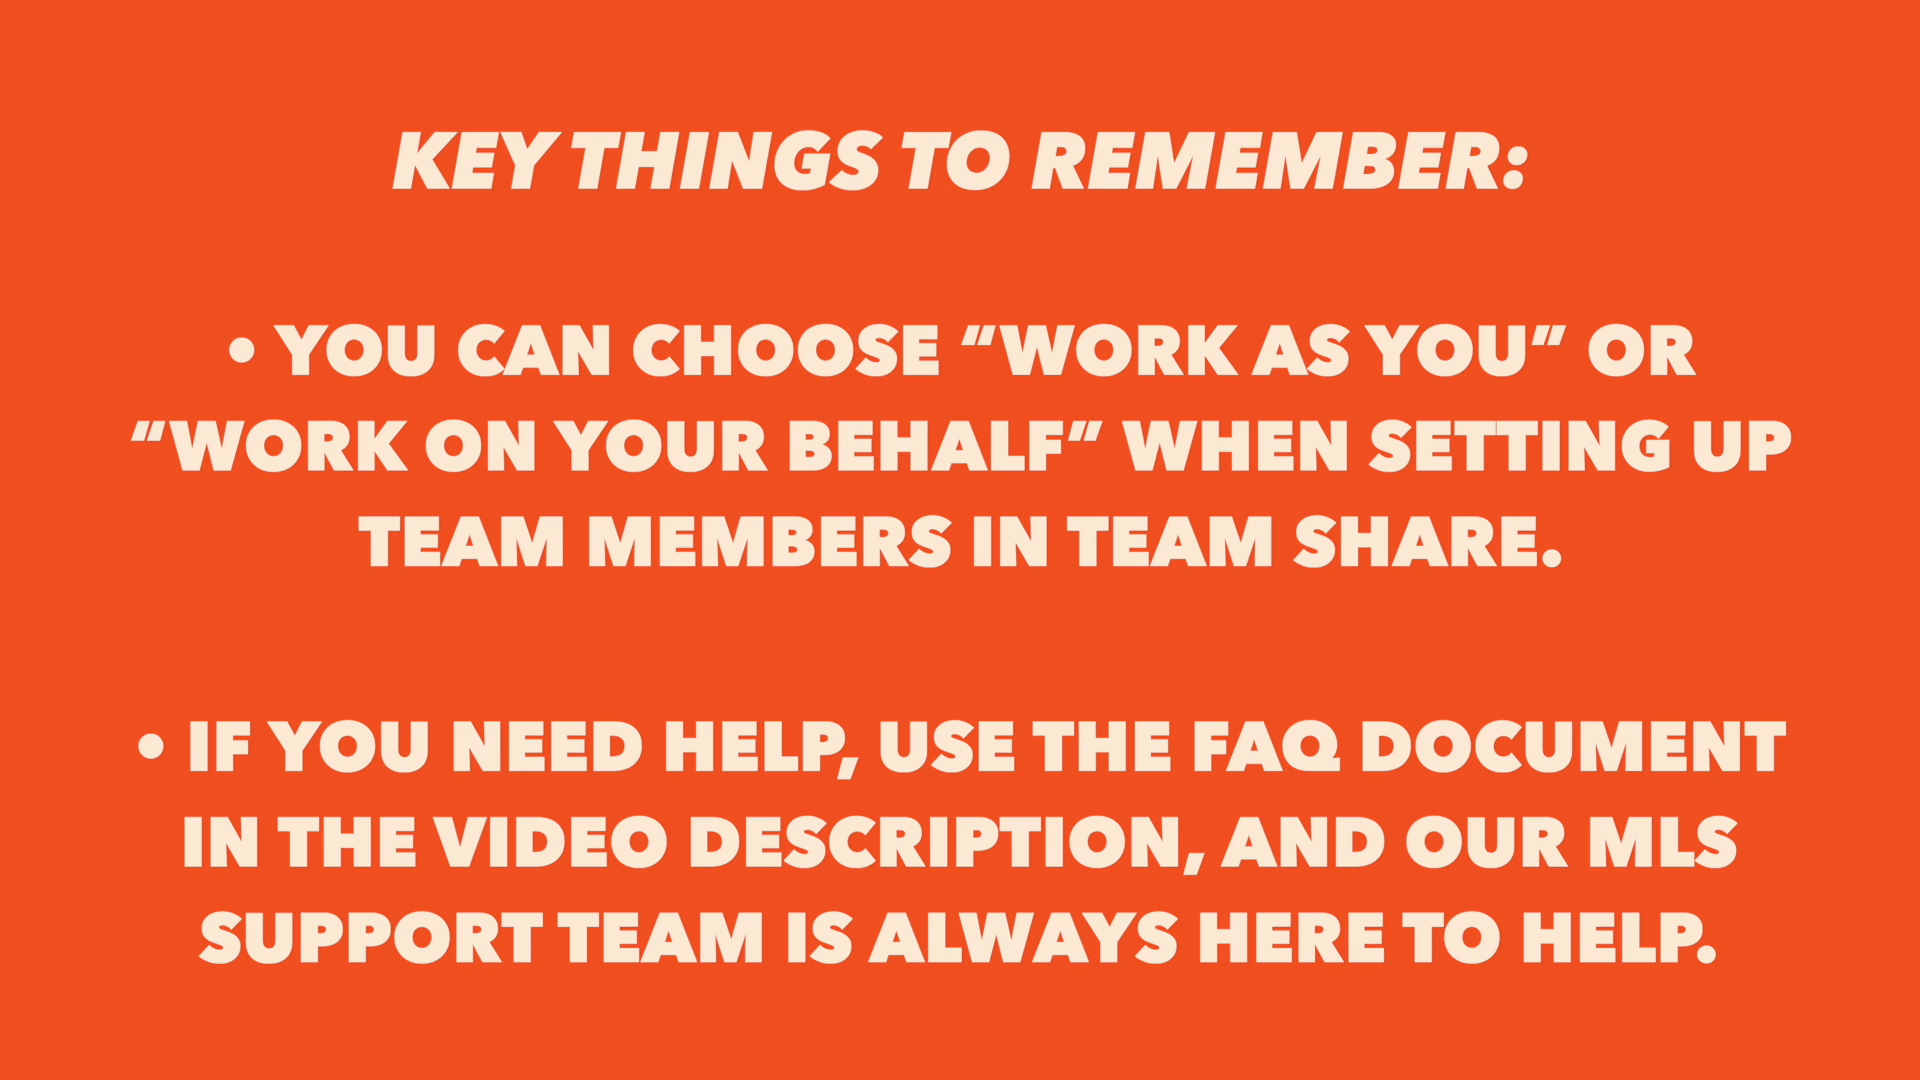 KEY THINGS TO REMEMBER:
• YOU CAN CHOOSE “WORK AS YOU” OR
“WORK ON YOUR BEHALF” WHEN SETTING UP
TEAM MEMBERS IN TEAM SHARE.
• IF YOU NEED HELP, USE THE FAQ DOCUMENT
IN THE VIDEO DESCRIPTION, AND OUR MLS
SUPPORT TEAM IS ALWAYS HERE TO HELP.